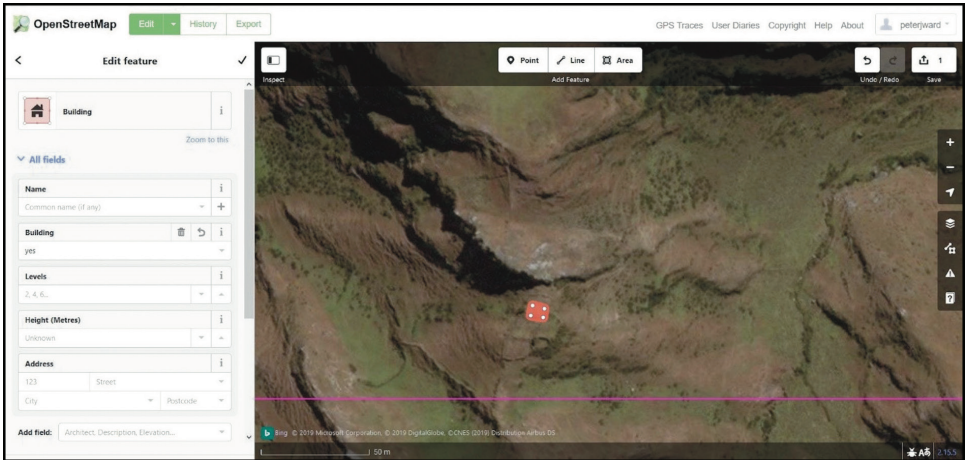 OpenStreetMap Edit History Export GPS Traces User Diaries Copyright Help About peterjward
Edit feature
Building
Zoom to this
All fields
Name
Common name (if any)
Building
yes
Levels
2, 4, 6...
Height (Metres)
Unknown
Address
123 Street
City Postcode
Add field: Architect, Description, Elevation...
Inspect
Point Line Area
Add Feature
1
Undo / Redo Save
Bing © 2019 Microsoft Corporation, © 2019 DigitalGlobe, ©CNES (2019) Distribution Airbus DS
50 m
2.15.5